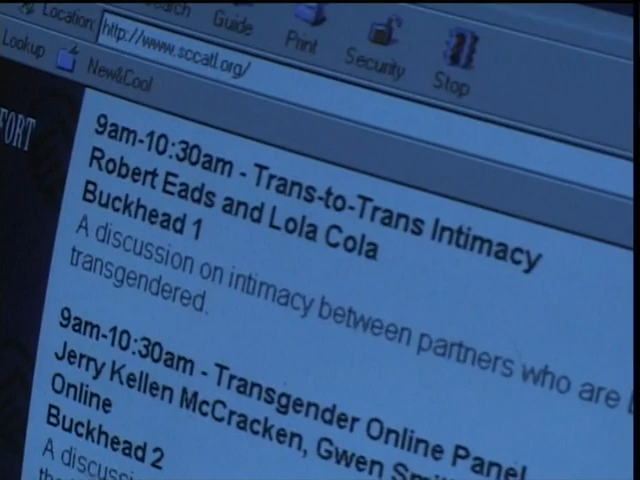 Location: http://www.sccatl.org/
Search
Guide
Print
Security
Stop
Lookup
New&Cool
FORT
9am-10:30am - Trans-to-Trans Intimacy
Robert Eads and Lola Cola
Buckhead 1
A discussion on intimacy between partners who are
transgendered.
9am-10:30am - Transgender Online Panel
Jerry Kellen McCracken, Gwen
Online
Buckhead 2
A